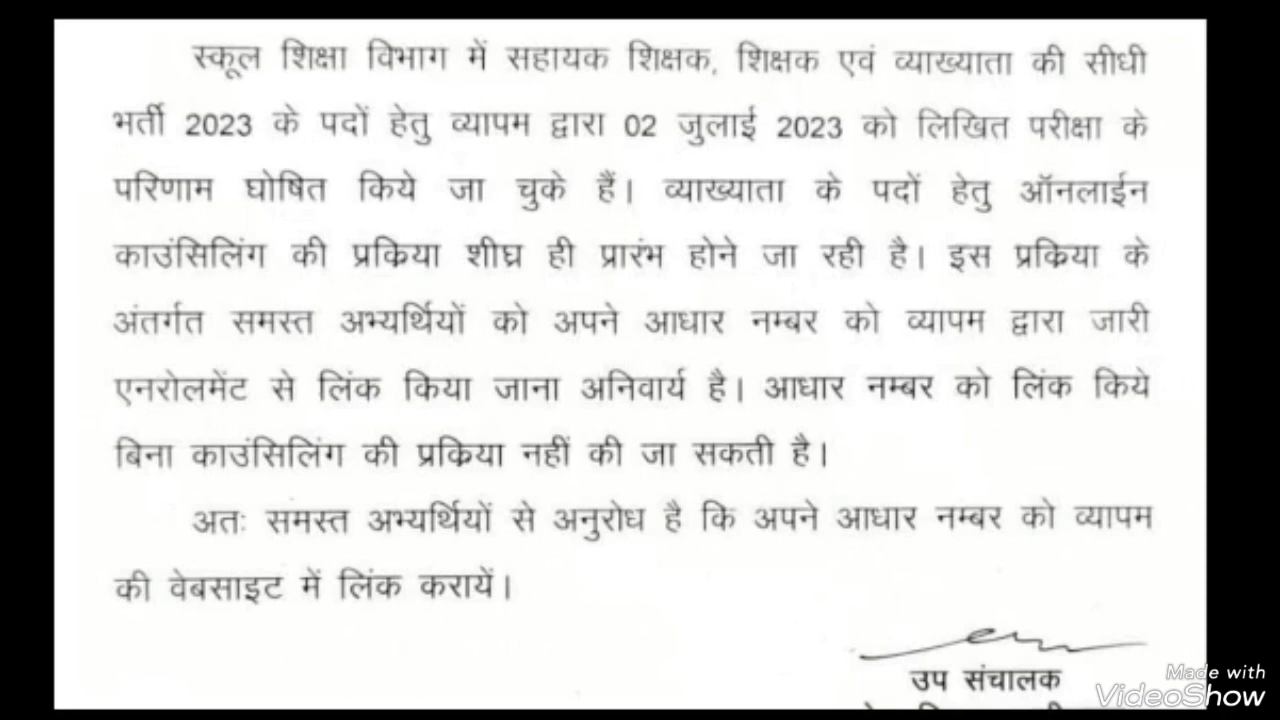 स्कूल शिक्षा विभाग में सहायक शिक्षक, शिक्षक एवं व्याख्याता की सीधी
भर्ती 2023 के पदों हेतु व्यापम द्वारा 02 जुलाई 2023 को लिखित परीक्षा के
परिणाम घोषित किये जा चुके हैं। व्याख्याता के पदों हेतु ऑनलाईन
काउंसिलिंग की प्रक्रिया शीघ्र ही प्रारंभ होने जा रही है। इस प्रक्रिया के
अंतर्गत समस्त अभ्यर्थियों को अपने आधार नम्बर को व्यापम द्वारा जारी
एनरोलमेंट से लिंक किया जाना अनिवार्य है। आधार नम्बर को लिंक किये
बिना काउंसिलिंग की प्रक्रिया नहीं की जा सकती है।
अतः समस्त अभ्यर्थियों से अनुरोध है कि अपने आधार नम्बर को व्यापम
की वेबसाइट में लिंक करायें।
उप संचालक
Made with
VideoShow